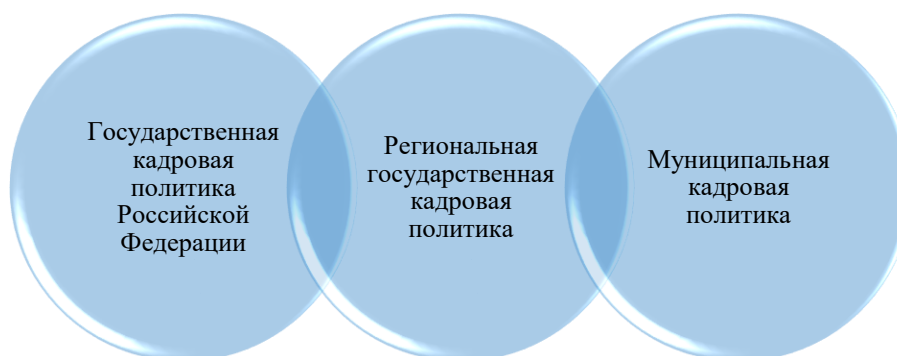 Государственная
кадровая
политика
Российской
Федерации
Региональная
государственная
кадровая
политика
Муниципальная
кадровая
политика